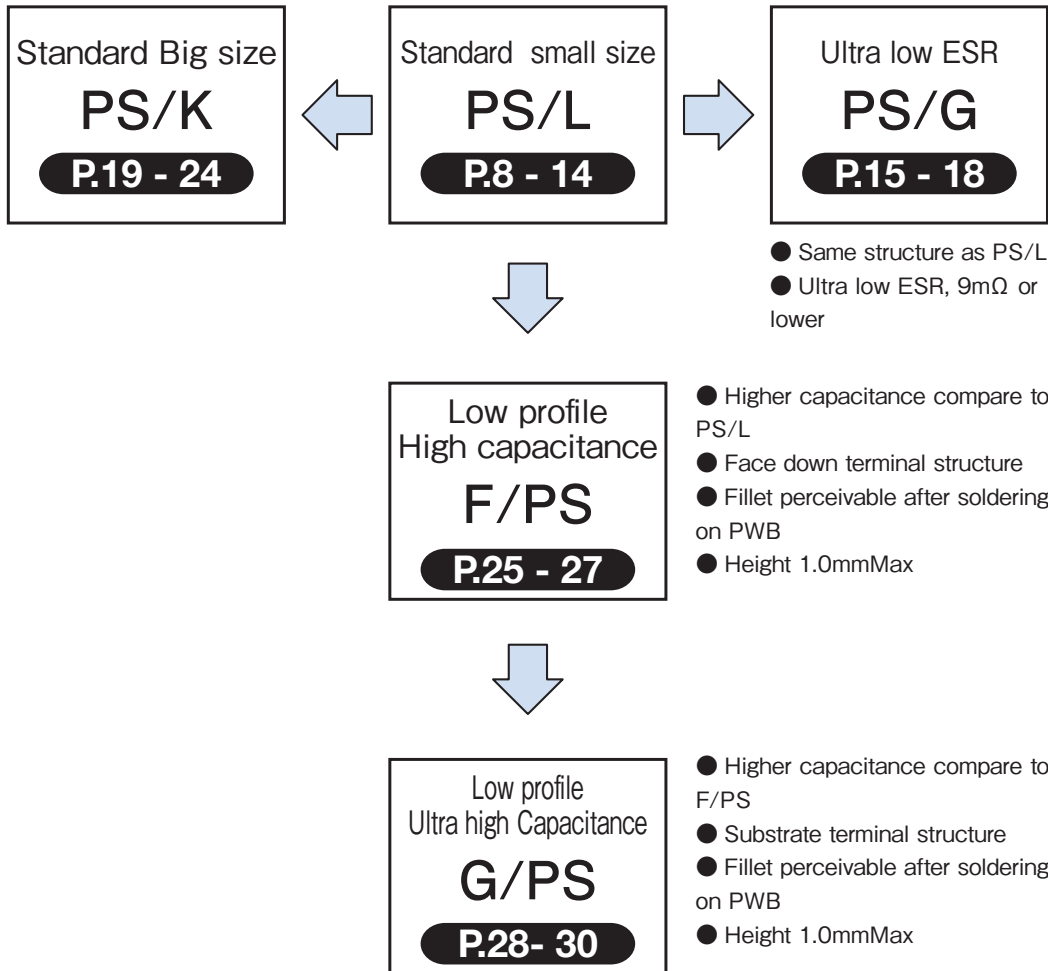 Standard Big size
PS/K
P.19 - 24
Standard small size
PS/L
P.8 - 14
Ultra low ESR
PS/G
P.15 - 18
● Same structure as PS/L
● Ultra low ESR, 9mΩ or
lower
Low profile
High capacitance
F/PS
P.25 - 27
● Higher capacitance compare to
PS/L
● Face down terminal structure
● Fillet perceivable after soldering
on PWB
● Height 1.0mmMax
Low profile
Ultra high Capacitance
G/PS
P.28- 30
● Higher capacitance compare to
F/PS
● Substrate terminal structure
● Fillet perceivable after soldering
on PWB
● Height 1.0mmMax